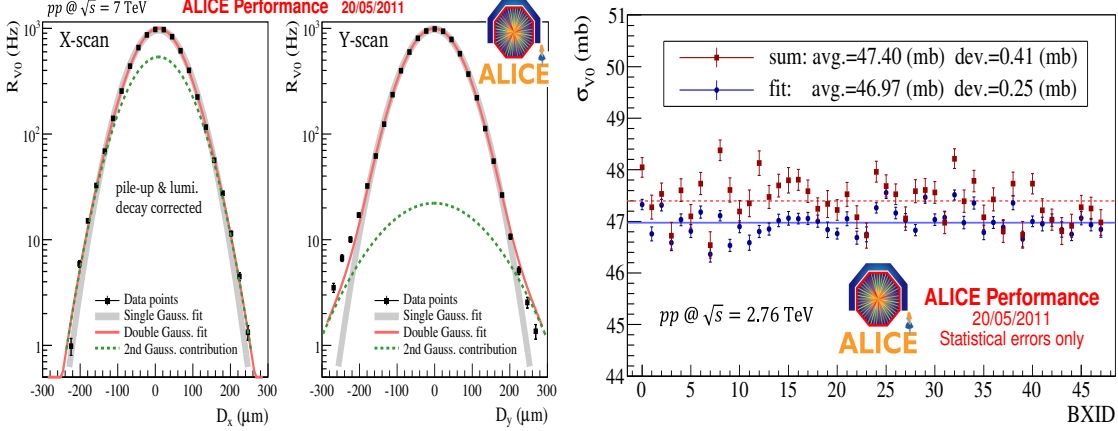 pp @ √s = 7 TeV ALICE Performance 20/05/2011
X-scan
R_V0 (Hz)
10³
10²
10
1
pile-up & lumi.
decay corrected
Data points
Single Gauss. fit
Double Gauss. fit
2nd Gauss. contribution
-300 -200 -100 0 100 200 300
D_x (μm)
Y-scan
ALICE
R_V0 (Hz)
10³
10²
10
1
Data points
Single Gauss. fit
Double Gauss. fit
2nd Gauss. contribution
-300 -200 -100 0 100 200 300
D_y (μm)
σ_V0 (mb)
51
50
49
48
47
46
45
44
sum: avg.=47.40 (mb) dev.=0.41 (mb)
fit: avg.=46.97 (mb) dev.=0.25 (mb)
pp @ √s = 2.76 TeV
ALICE
ALICE Performance
20/05/2011
Statistical errors only
0 5 10 15 20 25 30 35 40 45
BXID